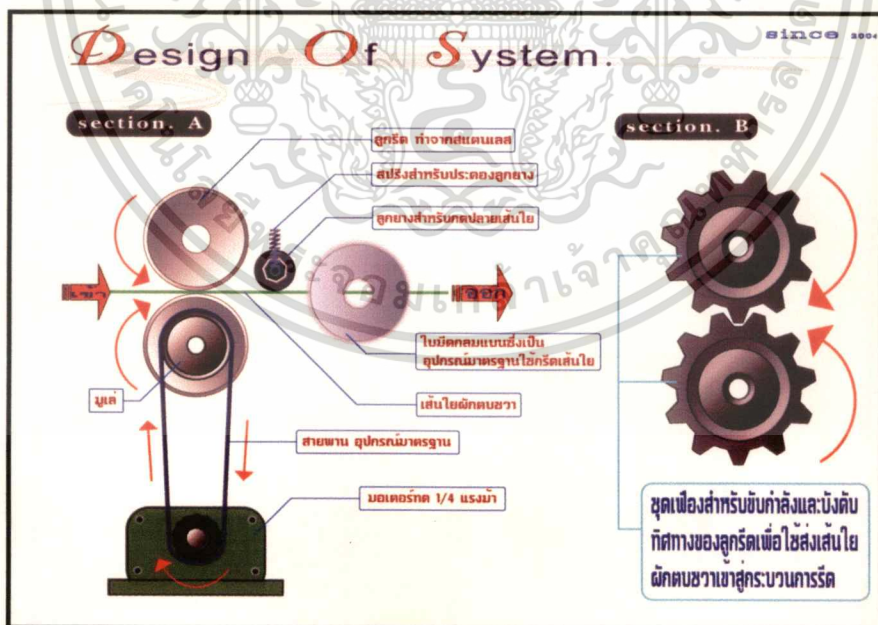 Design Of System.
since 2004
section. A
section. B
ลูกรีด ทำจากสแตนเลส
สปริงสำหรับประคองลูกยาง
ลูกยางสำหรับกดปลายเส้นใย
เข้า
ออก
ใบมีดกลมแบนซึ่งเป็น
อุปกรณ์มาตรฐานใช้กรีดเส้นใย
มูเล่
เส้นใยผักตบชวา
สายพาน อุปกรณ์มาตรฐาน
มอเตอร์ทด 1/4 แรงม้า
ชุดเฟืองสำหรับขับกำลังและบังคับ
ทิศทางของลูกรีดเพื่อใช้ส่งเส้นใย
ผักตบชวาเข้าสู่กระบวนการรีด